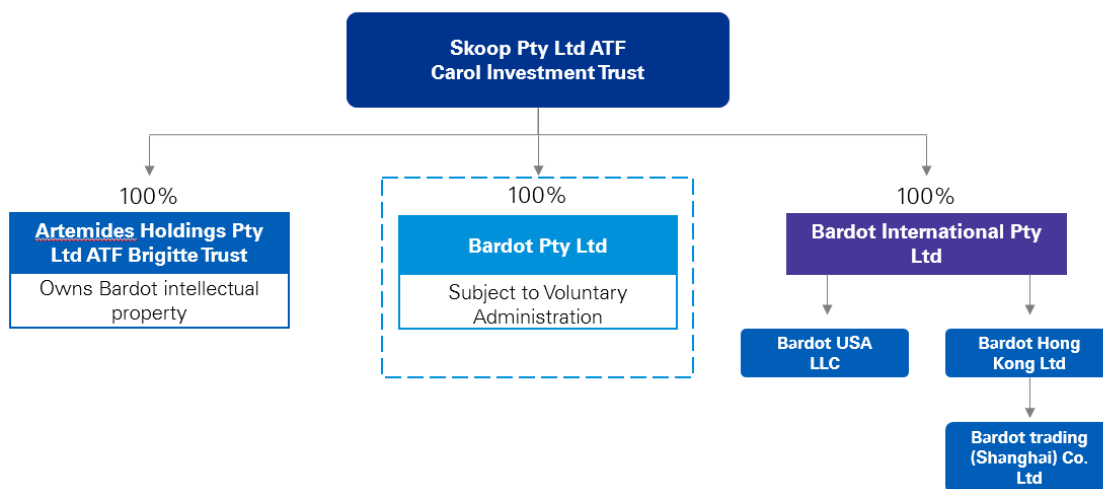 Skoop Pty Ltd ATF
Carol Investment Trust
100%
100%
100%
Artemides Holdings Pty
Ltd ATF Brigitte Trust
Owns Bardot intellectual
property
Bardot Pty Ltd
Subject to Voluntary
Administration
Bardot International Pty
Ltd
Bardot USA
LLC
Bardot Hong
Kong Ltd
Bardot trading
(Shanghai) Co.
Ltd